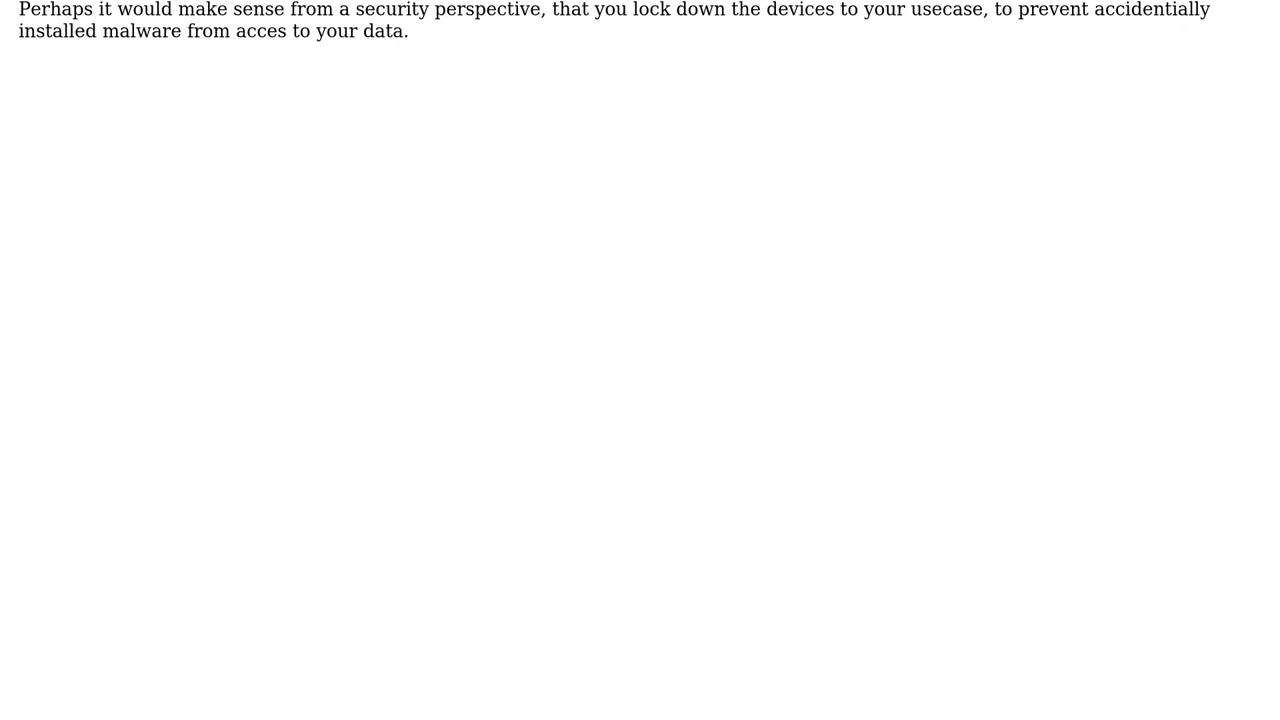 Perhaps it would make sense from a security perspective, that you lock down the devices to your usecase, to prevent accidentially
installed malware from acces to your data.